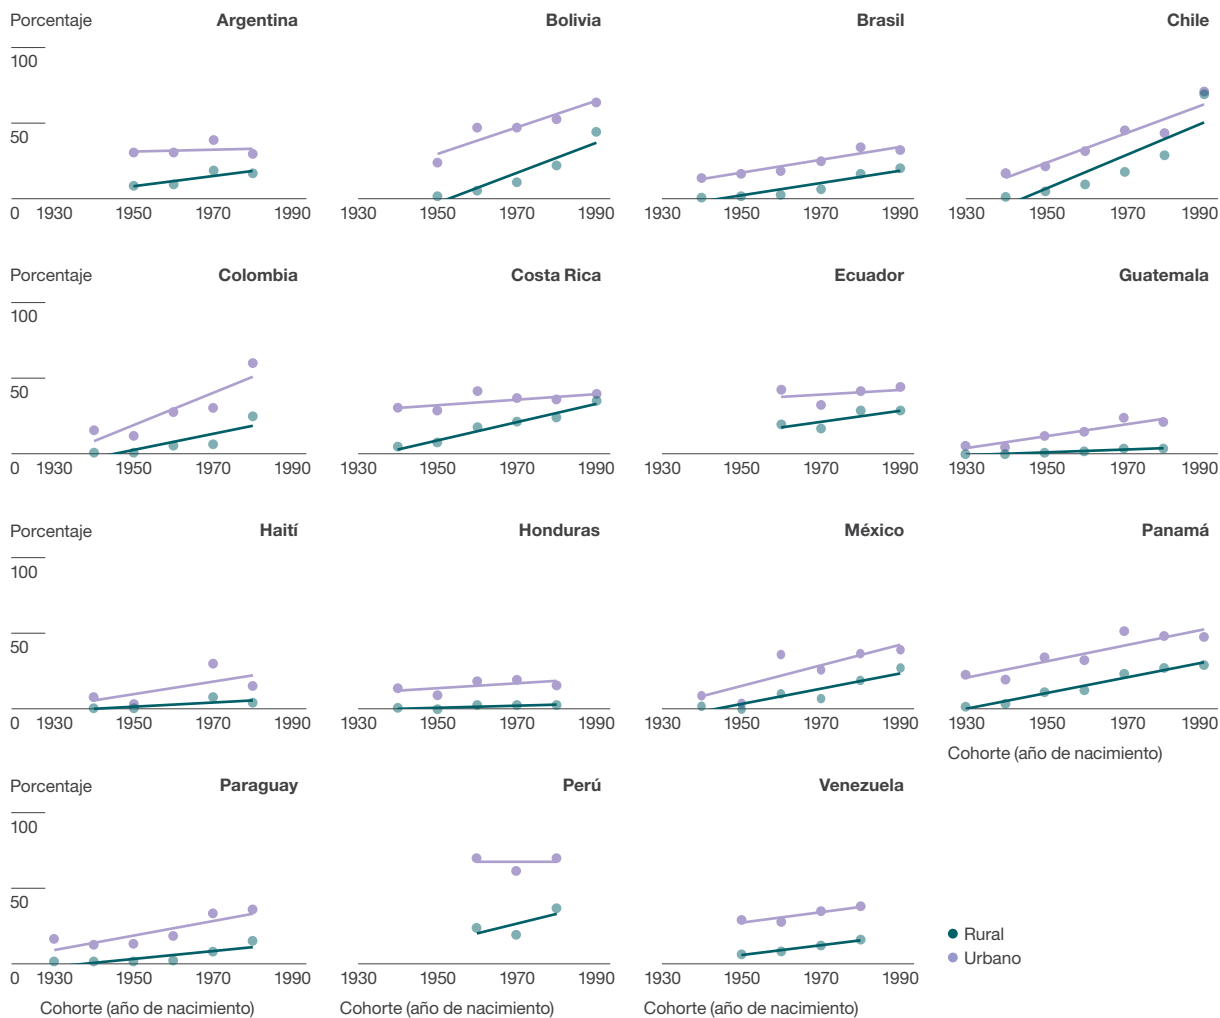 Porcentaje Argentina Bolivia Brasil Chile
100
50
0 1930 1950 1970 1990 1930 1950 1970 1990 1930 1950 1970 1990 1930 1950 1970 1990
Porcentaje Colombia Costa Rica Ecuador Guatemala
100
50
0 1930 1950 1970 1990 1930 1950 1970 1990 1930 1950 1970 1990 1930 1950 1970 1990
Porcentaje Haití Honduras México Panamá
100
50
0 1930 1950 1970 1990 1930 1950 1970 1990 1930 1950 1970 1990 1930 1950 1970 1990
Cohorte (año de nacimiento)
Porcentaje Paraguay Perú Venezuela
100
50
Rural
Urbano
0 1930 1950 1970 1990 1930 1950 1970 1990 1930 1950 1970 1990
Cohorte (año de nacimiento) Cohorte (año de nacimiento) Cohorte (año de nacimiento)